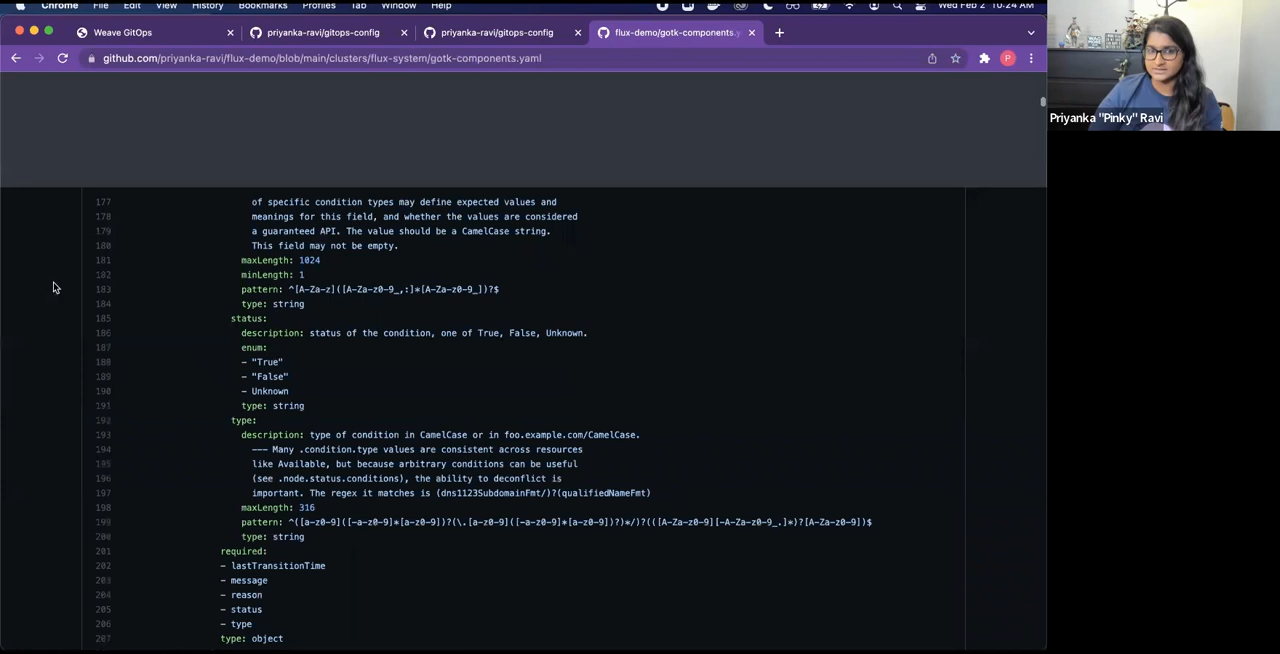 Chrome File Edit View History Bookmarks Profiles Tab Window Help Wed Feb 2 10:24 AM
Weave GitOps priyanka-ravi/gitops-config priyanka-ravi/gitops-config flux-demo/gotk-components.y
github.com/priyanka-ravi/flux-demo/blob/main/clusters/flux-system/gotk-components.yaml P
Priyanka "Pinky" Ravi
177 of specific condition types may define expected values and
178 meanings for this field, and whether the values are considered
179 a guaranteed API. The value should be a CamelCase string.
180 This field may not be empty.
181 maxLength: 1024
182 minLength: 1
183 pattern: ^[A-Za-z]([A-Za-z0-9_,:]*[A-Za-z0-9_])?$
184 type: string
185 status:
186 description: status of the condition, one of True, False, Unknown.
187 enum:
188 - "True"
189 - "False"
190 - Unknown
191 type: string
192 type:
193 description: type of condition in CamelCase or in foo.example.com/CamelCase.
194 --- Many .condition.type values are consistent across resources
195 like Available, but because arbitrary conditions can be useful
196 (see .node.status.conditions), the ability to deconflict is
197 important. The regex it matches is (dns1123SubdomainFmt/)?(qualifiedNameFmt)
198 maxLength: 316
199 pattern: ^([a-z0-9]([-a-z0-9]*[a-z0-9])?(\.[a-z0-9]([-a-z0-9]*[a-z0-9])?)*/)?(([A-Za-z0-9][-A-Za-z0-9_.]*)?[A-Za-z0-9])$
200 type: string
201 required:
202 - lastTransitionTime
203 - message
204 - reason
205 - status
206 - type
207 type: object